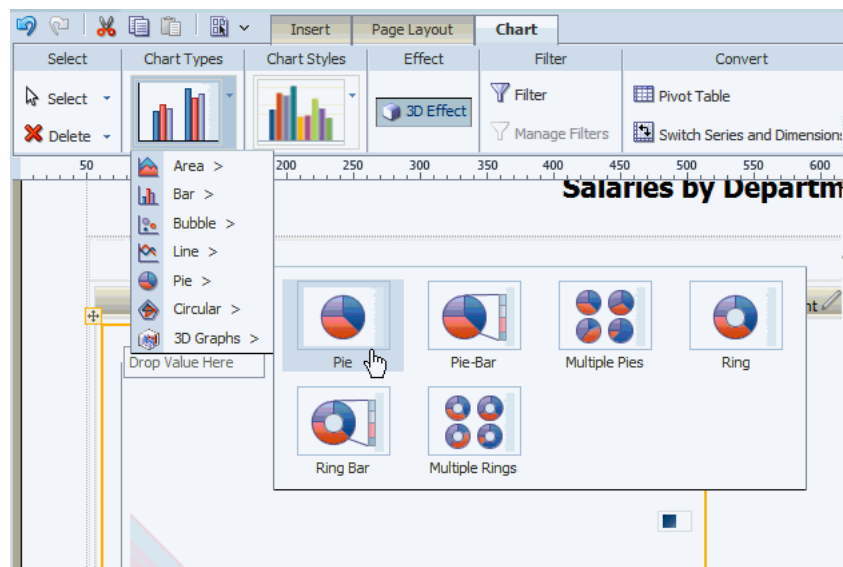 Insert Page Layout Chart
Select Chart Types Chart Styles Effect Filter Convert
Select 3D Effect Filter Pivot Table
Delete Manage Filters Switch Series and Dimensions
50 200 250 300 350 400 450 500 550 600
Area >
Bar >
Bubble >
Line >
Pie >
Circular >
3D Graphs >
Salaries by Departm
nt
Drop Value Here
Pie Pie-Bar Multiple Pies Ring
Ring Bar Multiple Rings